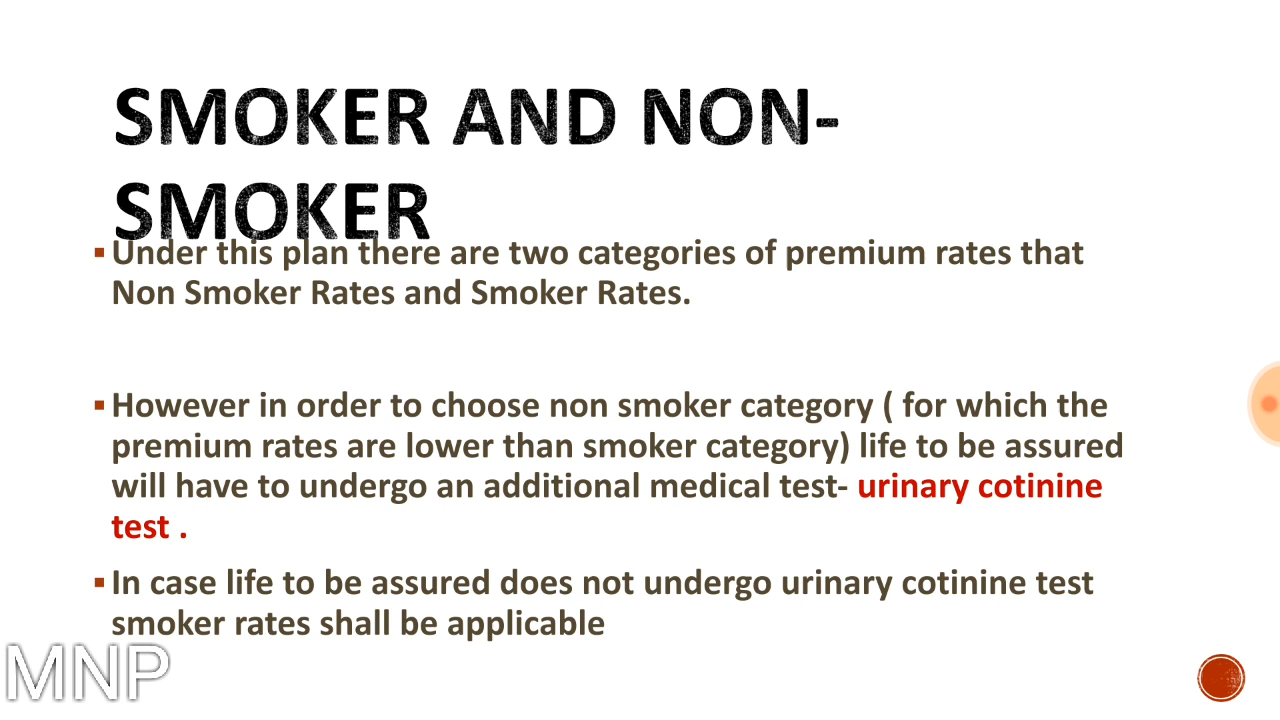 SMOKER AND NON-
SMOKER
▪ Under this plan there are two categories of premium rates that
Non Smoker Rates and Smoker Rates.
▪ However in order to choose non smoker category ( for which the
premium rates are lower than smoker category) life to be assured
will have to undergo an additional medical test- urinary cotinine
test .
▪ In case life to be assured does not undergo urinary cotinine test
smoker rates shall be applicable
MNP